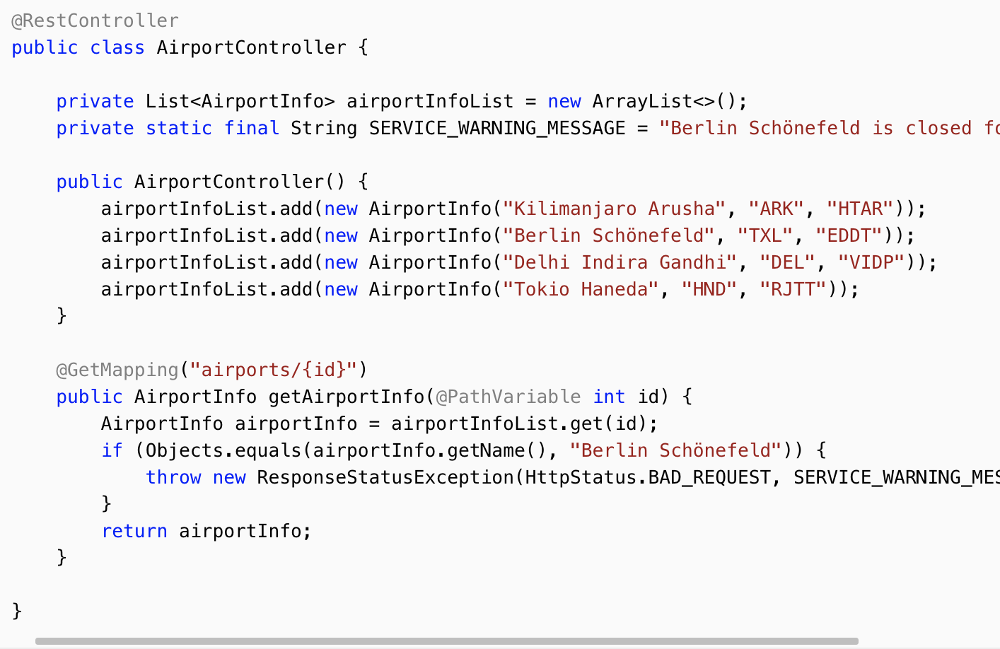 @RestController
public class AirportController {
    private List<AirportInfo> airportInfoList = new ArrayList<>();
    private static final String SERVICE_WARNING_MESSAGE = "Berlin Schönefeld is closed
    public AirportController() {
        airportInfoList.add(new AirportInfo("Kilimanjaro Arusha", "ARK", "HTAR"));
        airportInfoList.add(new AirportInfo("Berlin Schönefeld", "TXL", "EDDT"));
        airportInfoList.add(new AirportInfo("Delhi Indira Gandhi", "DEL", "VIDP"));
        airportInfoList.add(new AirportInfo("Tokio Haneda", "HND", "RJTT"));
    }
    @GetMapping("airports/{id}")
    public AirportInfo getAirportInfo(@PathVariable int id) {
        AirportInfo airportInfo = airportInfoList.get(id);
        if (Objects.equals(airportInfo.getName(), "Berlin Schönefeld")) {
            throw new ResponseStatusException(HttpStatus.BAD_REQUEST, SERVICE_WARNING_MES
        }
        return airportInfo;
    }
}